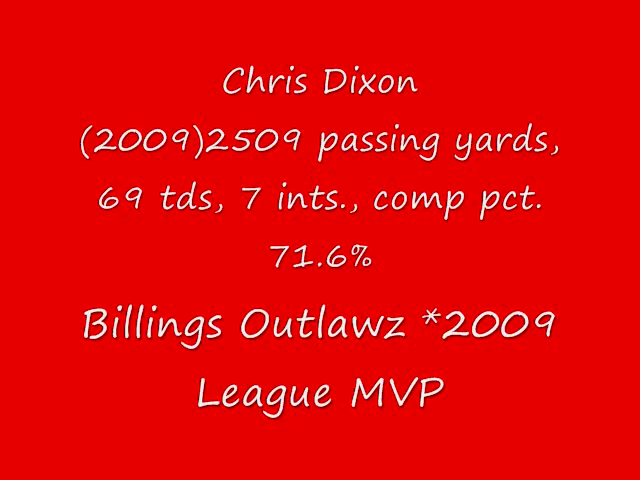 Chris Dixon
(2009)2509 passing yards,
69 tds, 7 ints., comp pct.
71.6%
Billings Outlawz *2009
League MVP